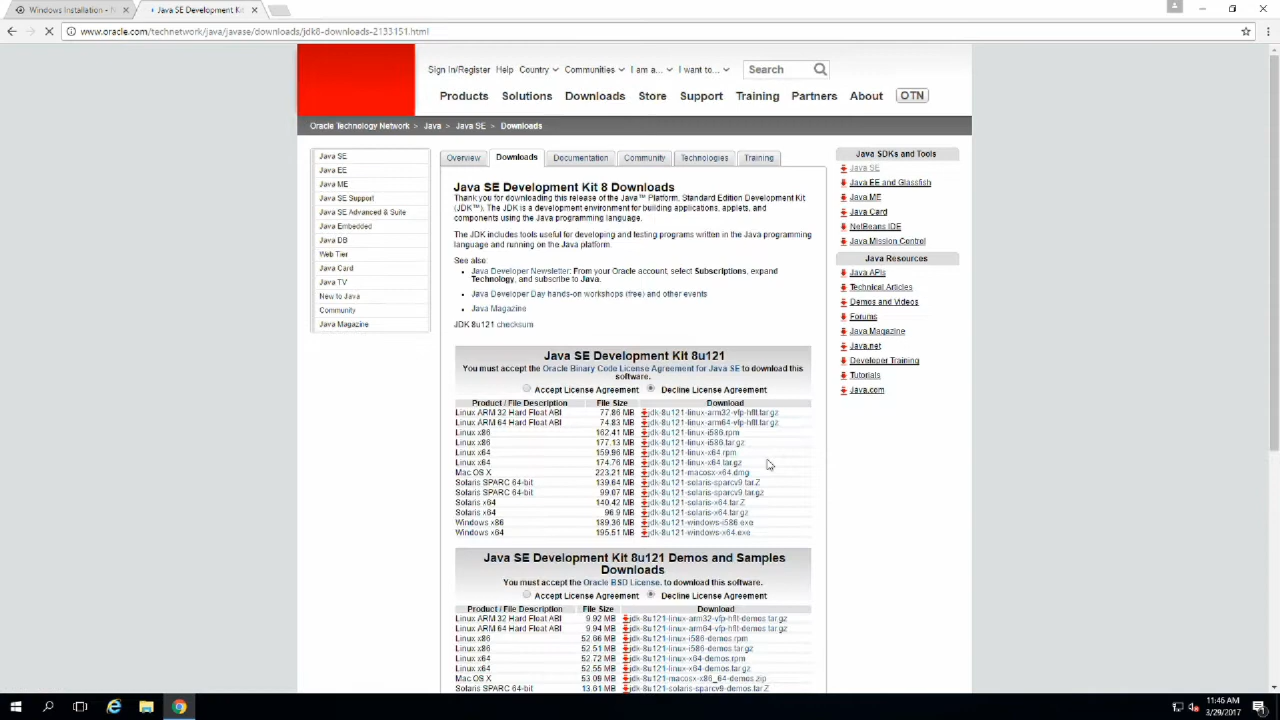 Windows Installation - N
Java SE Development Kit
www.oracle.com/technetwork/java/javase/downloads/jdk8-downloads-2133151.html
Sign In/Register Help Country Communities I am a... I want to... Search
Products Solutions Downloads Store Support Training Partners About OTN
Oracle Technology Network > Java > Java SE > Downloads
Java SE
Java EE
Java ME
Java SE Support
Java SE Advanced & Suite
Java Embedded
Java DB
Web Tier
Java Card
Java TV
New to Java
Community
Java Magazine
Overview Downloads Documentation Community Technologies Training
Java SE Development Kit 8 Downloads
Thank you for downloading this release of the Java™ Platform, Standard Edition Development Kit
(JDK™). The JDK is a development environment for building applications, applets, and
components using the Java programming language.
The JDK includes tools useful for developing and testing programs written in the Java programming
language and running on the Java platform.
See also:
• Java Developer Newsletter: From your Oracle account, select Subscriptions, expand
Technology, and subscribe to Java.
• Java Developer Day hands-on workshops (free) and other events
• Java Magazine
JDK 8u121 checksum
Java SE Development Kit 8u121
You must accept the Oracle Binary Code License Agreement for Java SE to download this
software.
Accept License Agreement Decline License Agreement
Product / File Description File Size Download
Linux ARM 32 Hard Float ABI 77.86 MB jdk-8u121-linux-arm32-vfp-hflt.tar.gz
Linux ARM 64 Hard Float ABI 74.83 MB jdk-8u121-linux-arm64-vfp-hflt.tar.gz
Linux x86 162.41 MB jdk-8u121-linux-i586.rpm
Linux x86 177.13 MB jdk-8u121-linux-i586.tar.gz
Linux x64 159.96 MB jdk-8u121-linux-x64.rpm
Linux x64 174.76 MB jdk-8u121-linux-x64.tar.gz
Mac OS X 223.21 MB jdk-8u121-macosx-x64.dmg
Solaris SPARC 64-bit 139.64 MB jdk-8u121-solaris-sparcv9.tar.Z
Solaris SPARC 64-bit 99.07 MB jdk-8u121-solaris-sparcv9.tar.gz
Solaris x64 140.42 MB jdk-8u121-solaris-x64.tar.Z
Solaris x64 96.9 MB jdk-8u121-solaris-x64.tar.gz
Windows x86 189.36 MB jdk-8u121-windows-i586.exe
Windows x64 195.51 MB jdk-8u121-windows-x64.exe
Java SE Development Kit 8u121 Demos and Samples
Downloads
You must accept the Oracle BSD License. to download this software.
Accept License Agreement Decline License Agreement
Product / File Description File Size Download
Linux ARM 32 Hard Float ABI 9.92 MB jdk-8u121-linux-arm32-vfp-hflt-demos.tar.gz
Linux ARM 64 Hard Float ABI 9.94 MB jdk-8u121-linux-arm64-vfp-hflt-demos.tar.gz
Linux x86 52.66 MB jdk-8u121-linux-i586-demos.rpm
Linux x86 52.51 MB jdk-8u121-linux-i586-demos.tar.gz
Linux x64 52.72 MB jdk-8u121-linux-x64-demos.rpm
Linux x64 52.55 MB jdk-8u121-linux-x64-demos.tar.gz
Mac OS X 53.09 MB jdk-8u121-macosx-x86_64-demos.zip
Solaris SPARC 64-bit 13.61 MB jdk-8u121-solaris-sparcv9-demos.tar.Z
Java SDKs and Tools
Java SE
Java EE and Glassfish
Java ME
Java Card
NetBeans IDE
Java Mission Control
Java Resources
Java APIs
Technical Articles
Demos and Videos
Forums
Java Magazine
Java.net
Developer Training
Tutorials
Java.com
11:46 AM
3/29/2017